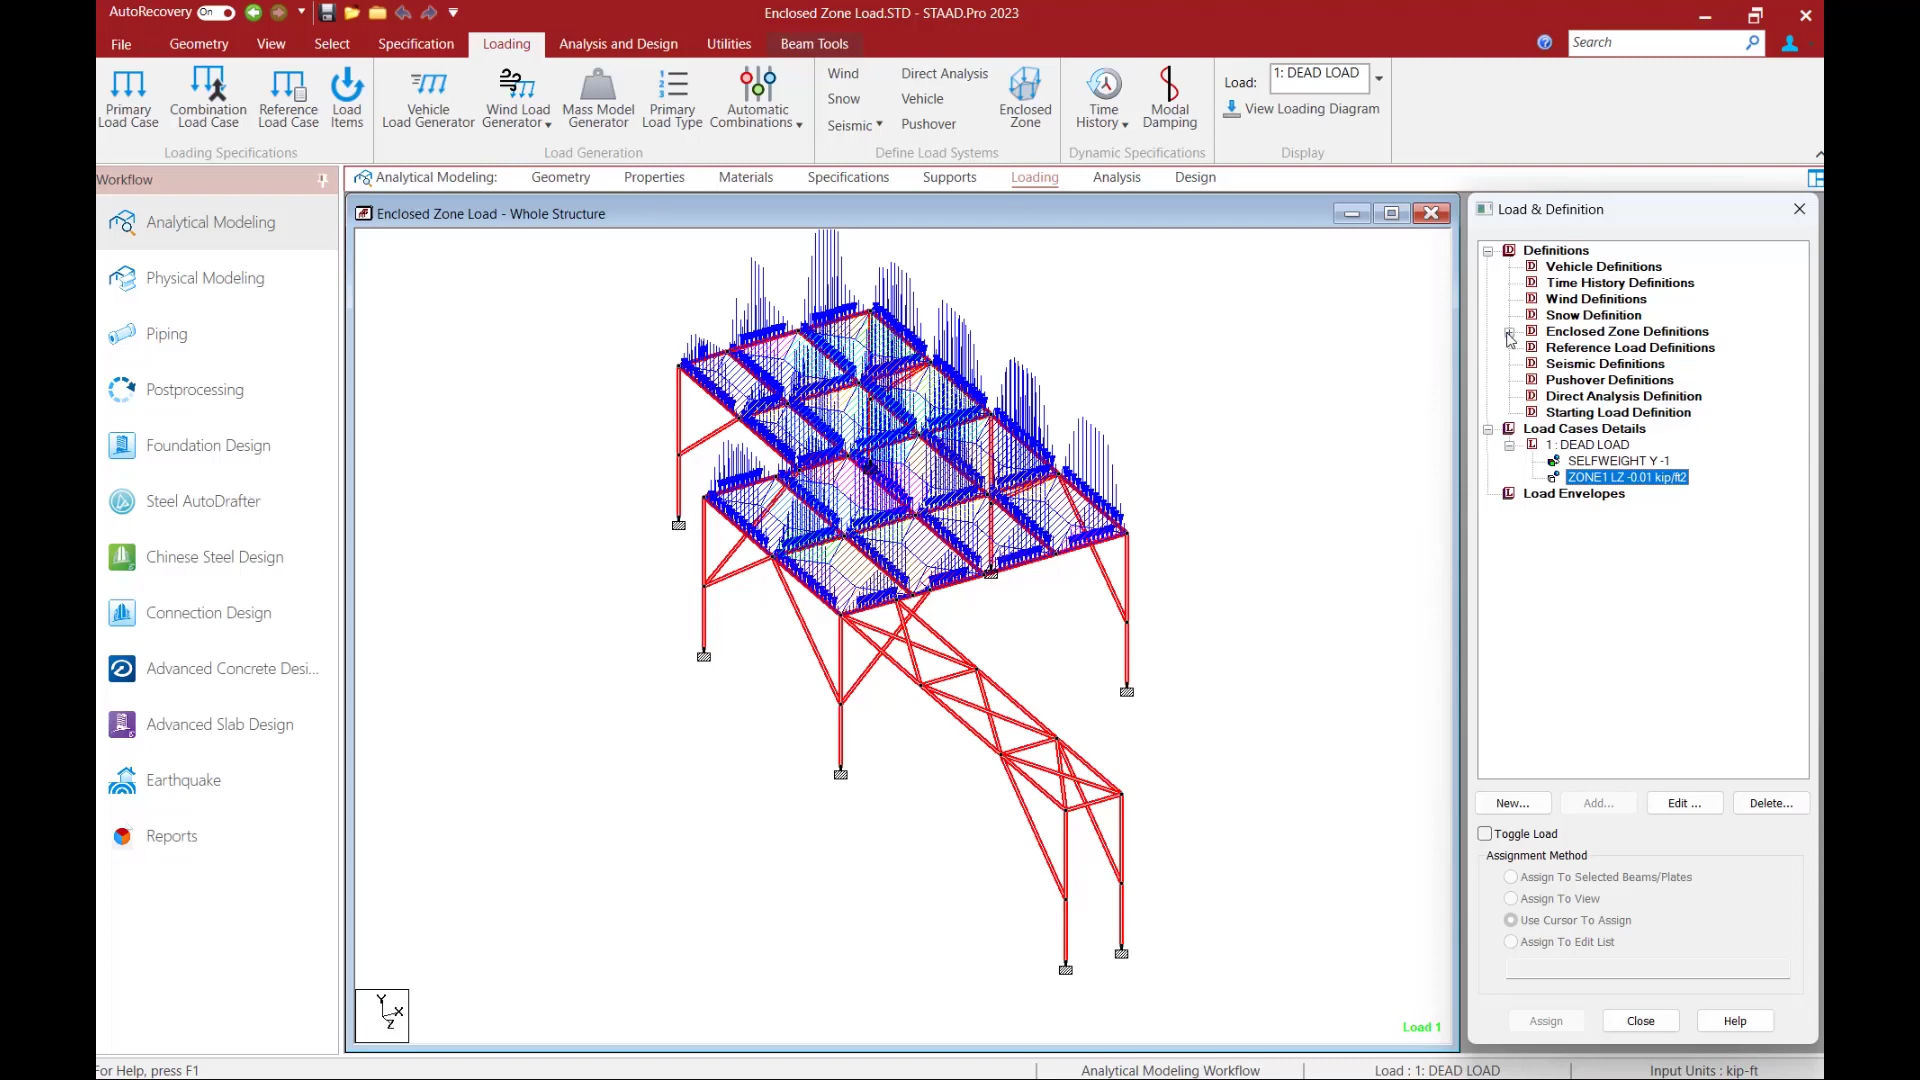 AutoRecovery On
Enclosed Zone Load.STD - STAAD.Pro 2023
File Geometry View Select Specification Loading Analysis and Design Utilities Beam Tools Search
Primary Load Case
Combination Load Case
Reference Load Case
Load Items
Loading Specifications
Vehicle Load Generator
Wind Load Generator
Mass Model Generator
Primary Load Type
Automatic Combinations
Load Generation
Wind
Snow
Seismic
Direct Analysis
Vehicle
Pushover
Enclosed Zone
Define Load Systems
Time History
Modal Damping
Dynamic Specifications
Load: 1: DEAD LOAD
View Loading Diagram
Display
Workflow
Analytical Modeling: Geometry Properties Materials Specifications Supports Loading Analysis Design
Analytical Modeling
Physical Modeling
Piping
Postprocessing
Foundation Design
Steel AutoDrafter
Chinese Steel Design
Connection Design
Advanced Concrete Desi...
Advanced Slab Design
Earthquake
Reports
Enclosed Zone Load - Whole Structure
Y
X
Z
Load 1
Load & Definition
Definitions
Vehicle Definitions
Time History Definitions
Wind Definitions
Snow Definition
Enclosed Zone Definitions
Reference Load Definitions
Seismic Definitions
Pushover Definitions
Direct Analysis Definition
Starting Load Definition
Load Cases Details
1 : DEAD LOAD
SELFWEIGHT Y -1
ZONE1 LZ -0.01 kip/ft2
Load Envelopes
New... Add... Edit ... Delete...
Toggle Load
Assignment Method
Assign To Selected Beams/Plates
Assign To View
Use Cursor To Assign
Assign To Edit List
Assign Close Help
For Help, press F1
Analytical Modeling Workflow
Load : 1: DEAD LOAD
Input Units : kip-ft